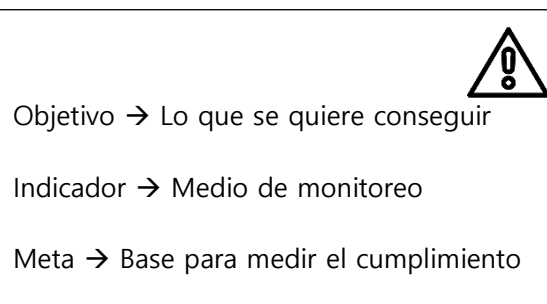 Objetivo → Lo que se quiere conseguir
Indicador → Medio de monitoreo
Meta → Base para medir el cumplimiento